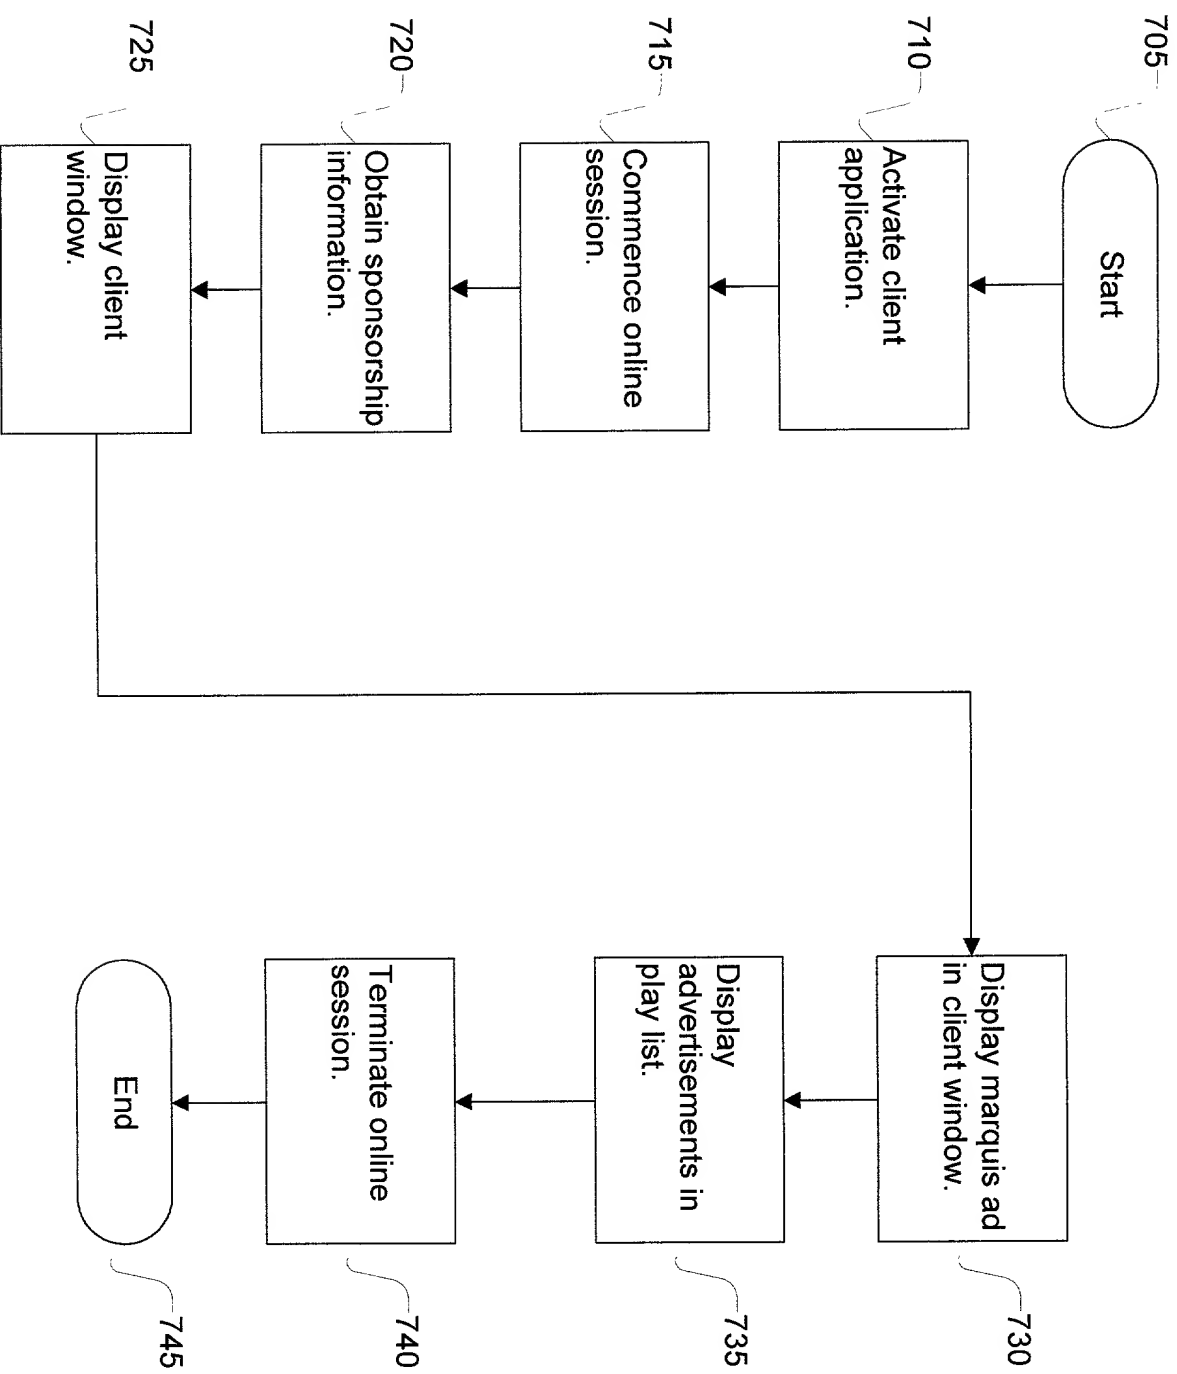 705
Start
710
Activate client
application.
715
Commence online
session.
720
Obtain sponsorship
information.
725
Display client
window.
Display marquis ad
in client window.
730
Display
advertisements in
play list.
735
Terminate online
session.
740
End
745